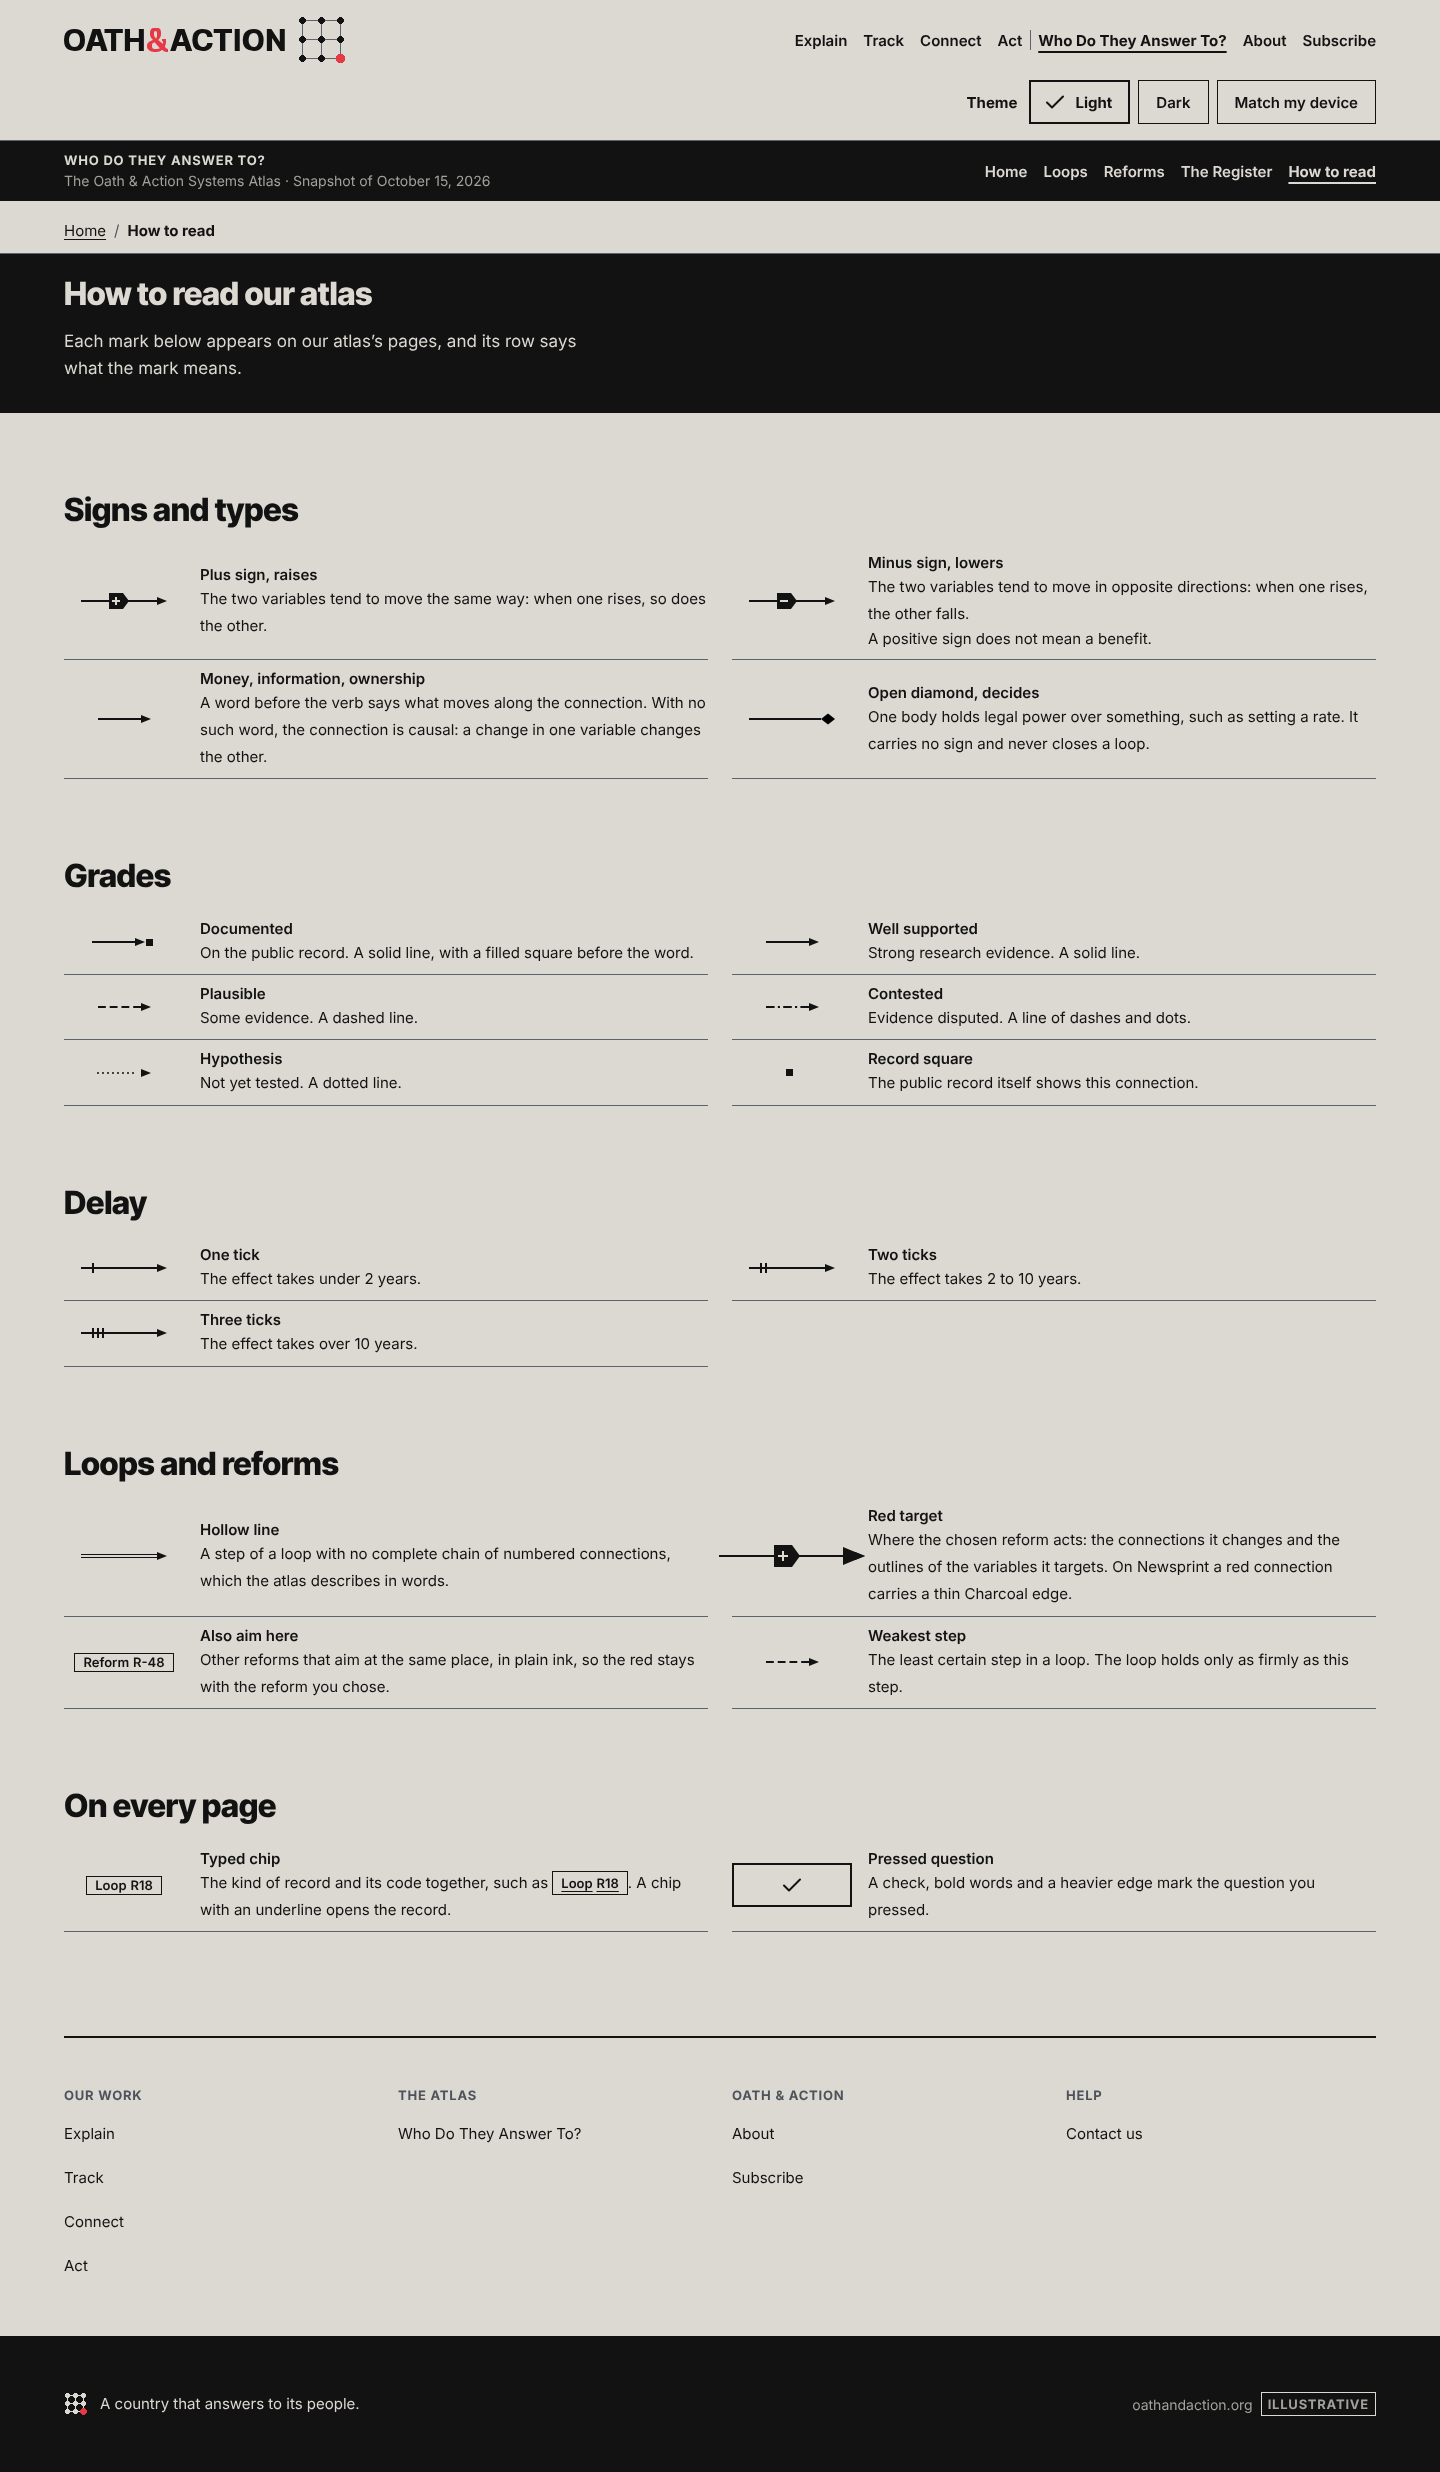 OATH&ACTION
Explain Track Connect Act Who Do They Answer To? About Subscribe
Theme Light Dark Match my device
WHO DO THEY ANSWER TO?
The Oath & Action Systems Atlas · Snapshot of October 15, 2026
Home Loops Reforms The Register How to read
Home / How to read
How to read our atlas
Each mark below appears on our atlas’s pages, and its row says
what the mark means.
Signs and types
Plus sign, raises
The two variables tend to move the same way: when one rises, so does
the other.
Minus sign, lowers
The two variables tend to move in opposite directions: when one rises,
the other falls.
A positive sign does not mean a benefit.
Money, information, ownership
A word before the verb says what moves along the connection. With no
such word, the connection is causal: a change in one variable changes
the other.
Open diamond, decides
One body holds legal power over something, such as setting a rate. It
carries no sign and never closes a loop.
Grades
Documented
On the public record. A solid line, with a filled square before the word.
Well supported
Strong research evidence. A solid line.
Plausible
Some evidence. A dashed line.
Contested
Evidence disputed. A line of dashes and dots.
Hypothesis
Not yet tested. A dotted line.
Record square
The public record itself shows this connection.
Delay
One tick
The effect takes under 2 years.
Two ticks
The effect takes 2 to 10 years.
Three ticks
The effect takes over 10 years.
Loops and reforms
Hollow line
A step of a loop with no complete chain of numbered connections,
which the atlas describes in words.
Red target
Where the chosen reform acts: the connections it changes and the
outlines of the variables it targets. On Newsprint a red connection
carries a thin Charcoal edge.
Reform R-48
Also aim here
Other reforms that aim at the same place, in plain ink, so the red stays
with the reform you chose.
Weakest step
The least certain step in a loop. The loop holds only as firmly as this
step.
On every page
Loop R18
Typed chip
The kind of record and its code together, such as Loop R18 . A chip
with an underline opens the record.
Pressed question
A check, bold words and a heavier edge mark the question you
pressed.
OUR WORK
Explain
Track
Connect
Act
THE ATLAS
Who Do They Answer To?
OATH & ACTION
About
Subscribe
HELP
Contact us
A country that answers to its people.
oathandaction.org ILLUSTRATIVE